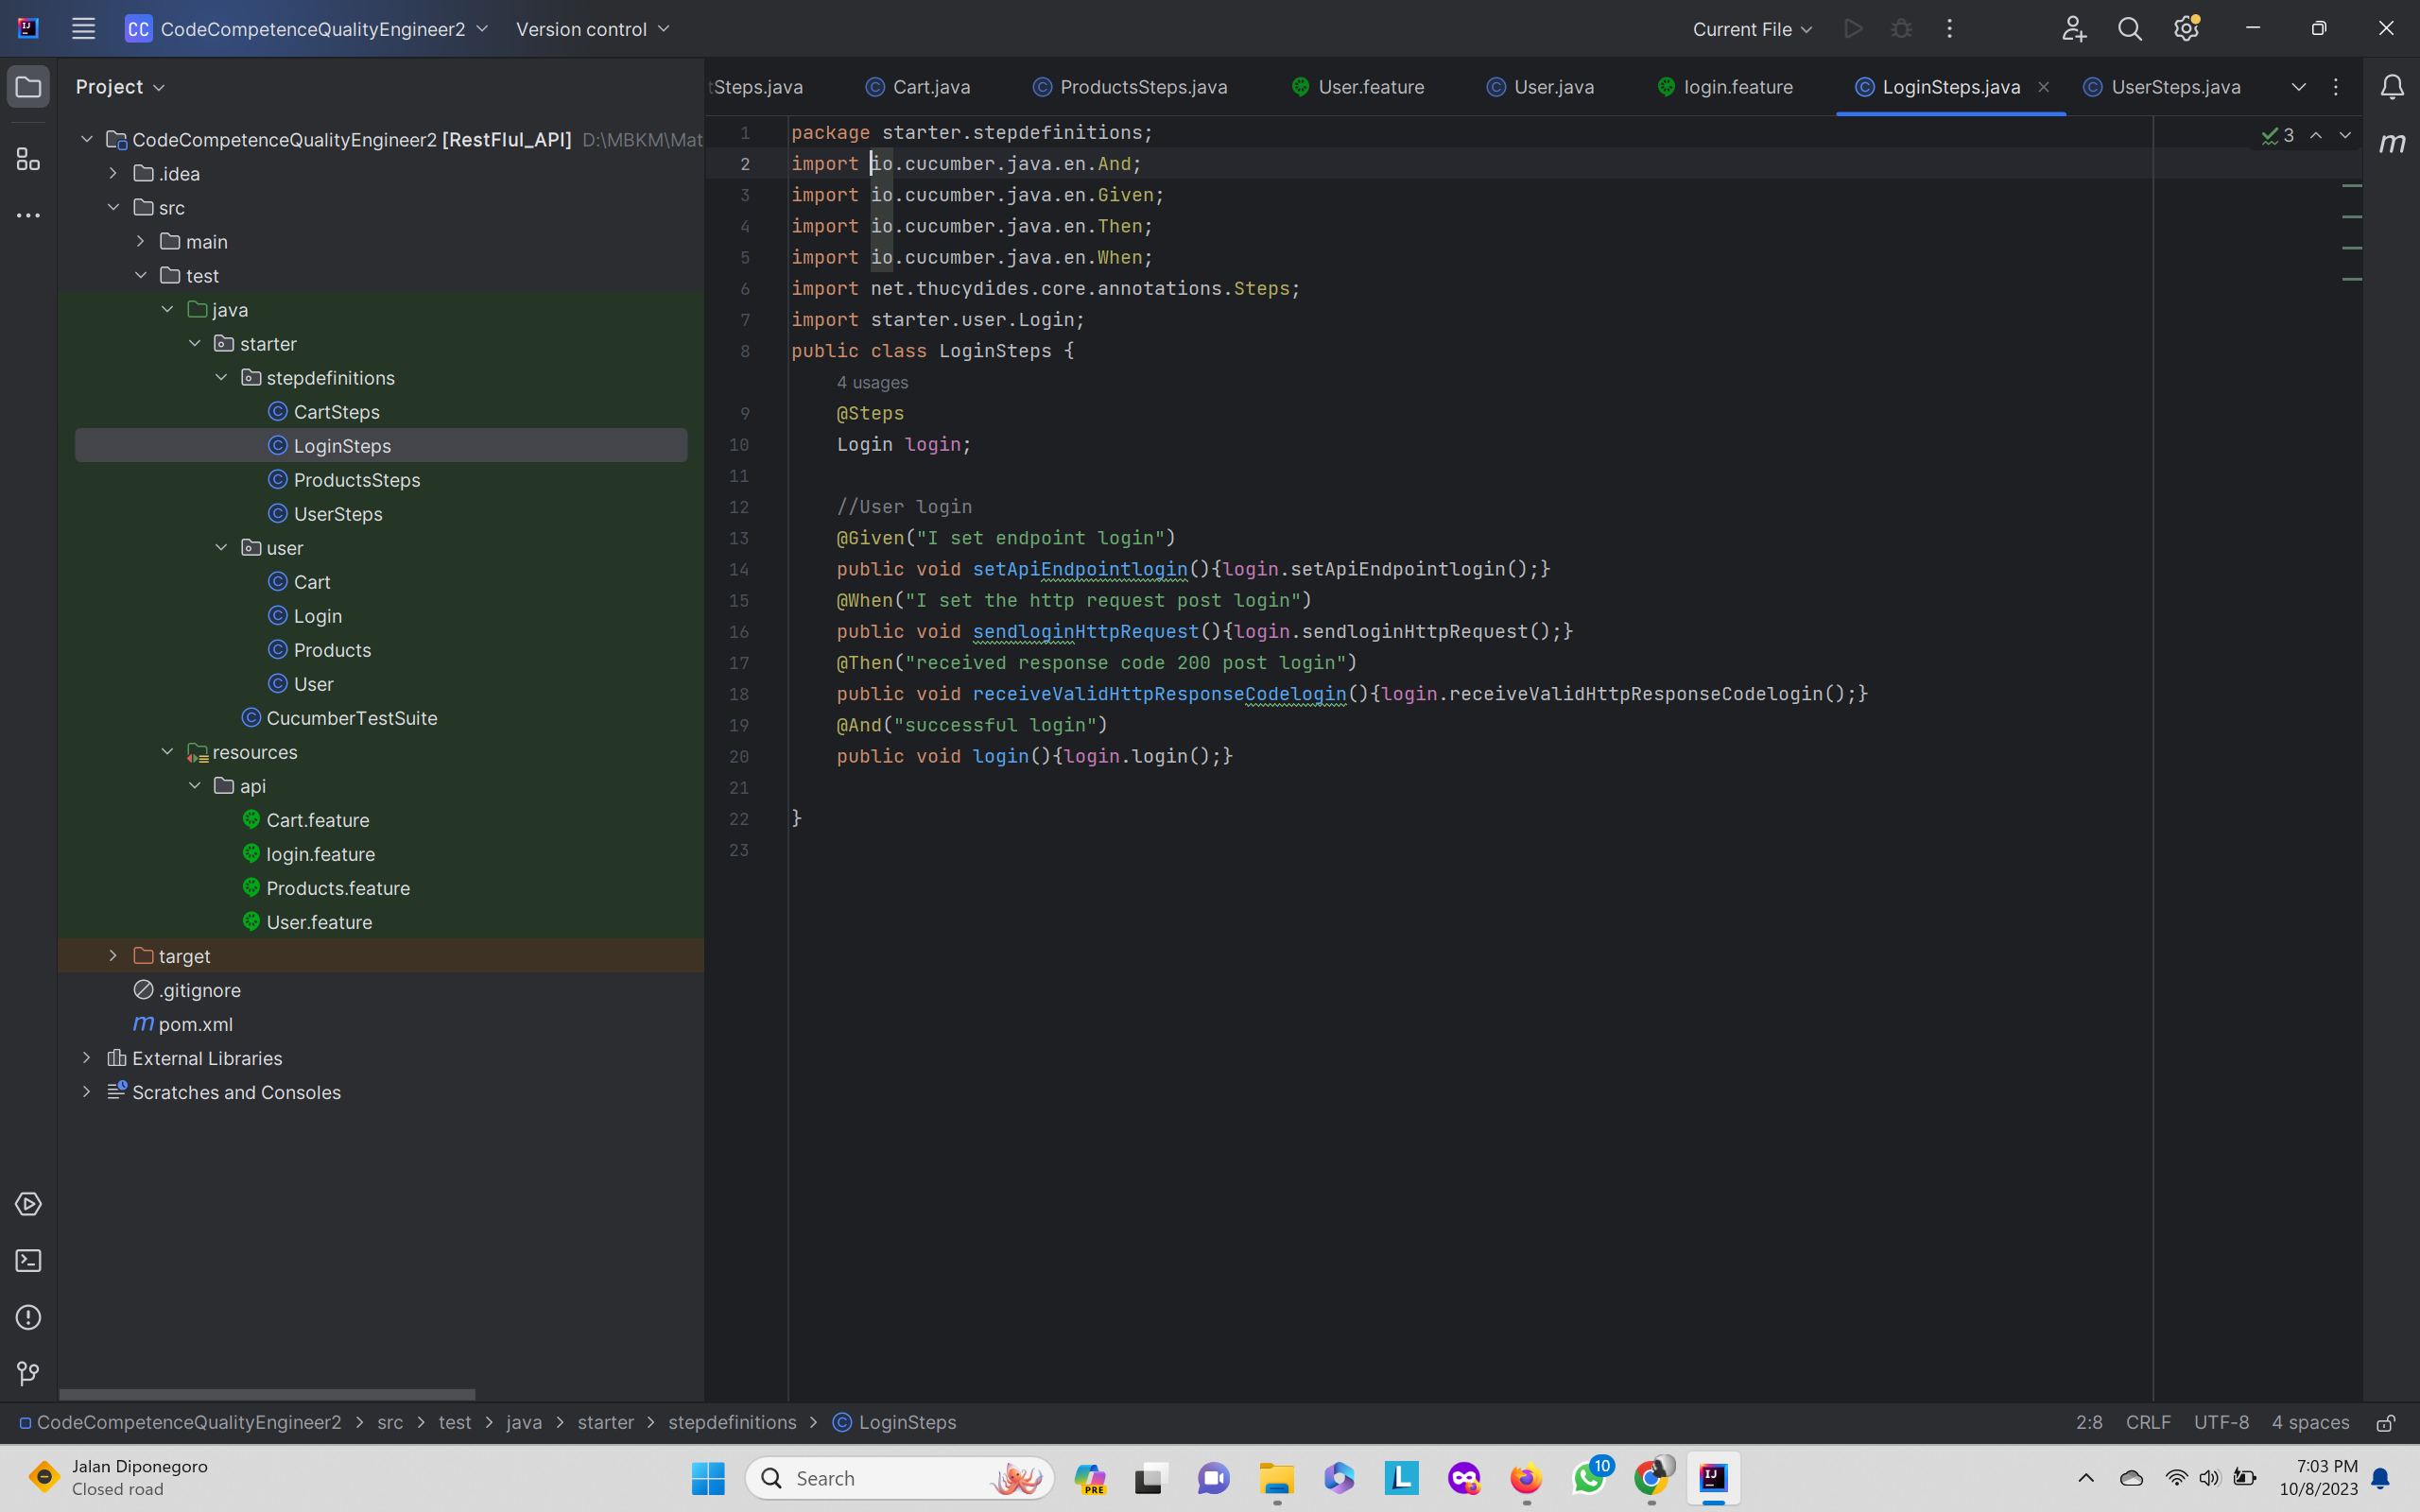 CC CodeCompetenceQualityEngineer2 Version control Current File
Project
tSteps.java Cart.java ProductsSteps.java User.feature User.java login.feature LoginSteps.java UserSteps.java
CodeCompetenceQualityEngineer2 [RestFlul_API] D:\MBKM\Mat
.idea
src
main
test
java
starter
stepdefinitions
CartSteps
LoginSteps
ProductsSteps
UserSteps
user
Cart
Login
Products
User
CucumberTestSuite
resources
api
Cart.feature
login.feature
Products.feature
User.feature
target
.gitignore
m pom.xml
External Libraries
Scratches and Consoles
1 package starter.stepdefinitions;
2 import io.cucumber.java.en.And;
3 import io.cucumber.java.en.Given;
4 import io.cucumber.java.en.Then;
5 import io.cucumber.java.en.When;
6 import net.thucydides.core.annotations.Steps;
7 import starter.user.Login;
8 public class LoginSteps {
4 usages
9 @Steps
10 Login login;
11
12 //User login
13 @Given("I set endpoint login")
14 public void setApiEndpointlogin(){login.setApiEndpointlogin();}
15 @When("I set the http request post login")
16 public void sendloginHttpRequest(){login.sendloginHttpRequest();}
17 @Then("received response code 200 post login")
18 public void receiveValidHttpResponseCodelogin(){login.receiveValidHttpResponseCodelogin();}
19 @And("successful login")
20 public void login(){login.login();}
21
22 }
23
3
m
CodeCompetenceQualityEngineer2 > src > test > java > starter > stepdefinitions > LoginSteps 2:8 CRLF UTF-8 4 spaces
Jalan Diponegoro
Closed road
Search
PRE
L
10
IJ
7:03 PM
10/8/2023